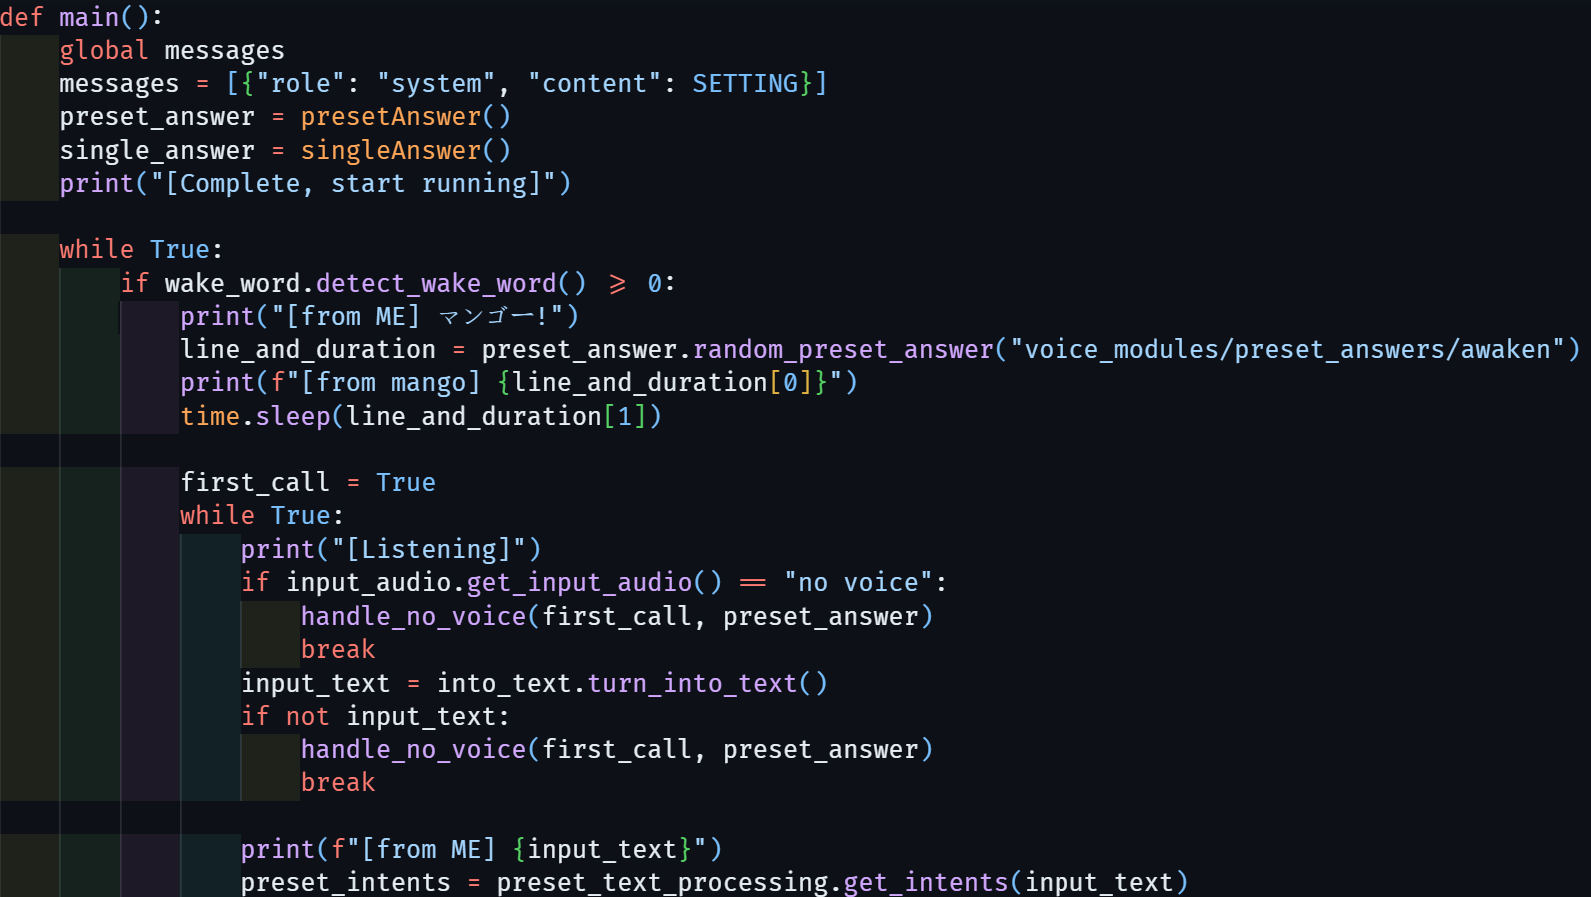 def main():
    global messages
    messages = [{"role": "system", "content": SETTING}]
    preset_answer = presetAnswer()
    single_answer = singleAnswer()
    print("[Complete, start running]")

    while True:
        if wake_word.detect_wake_word() >= 0:
            print("[from ME] マンゴー!")
            line_and_duration = preset_answer.random_preset_answer("voice_modules/preset_answers/awaken")
            print(f"[from mango] {line_and_duration[0]}")
            time.sleep(line_and_duration[1])

            first_call = True
            while True:
                print("[Listening]")
                if input_audio.get_input_audio() == "no voice":
                    handle_no_voice(first_call, preset_answer)
                    break
                input_text = into_text.turn_into_text()
                if not input_text:
                    handle_no_voice(first_call, preset_answer)
                    break

                print(f"[from ME] {input_text}")
                preset_intents = preset_text_processing.get_intents(input_text)